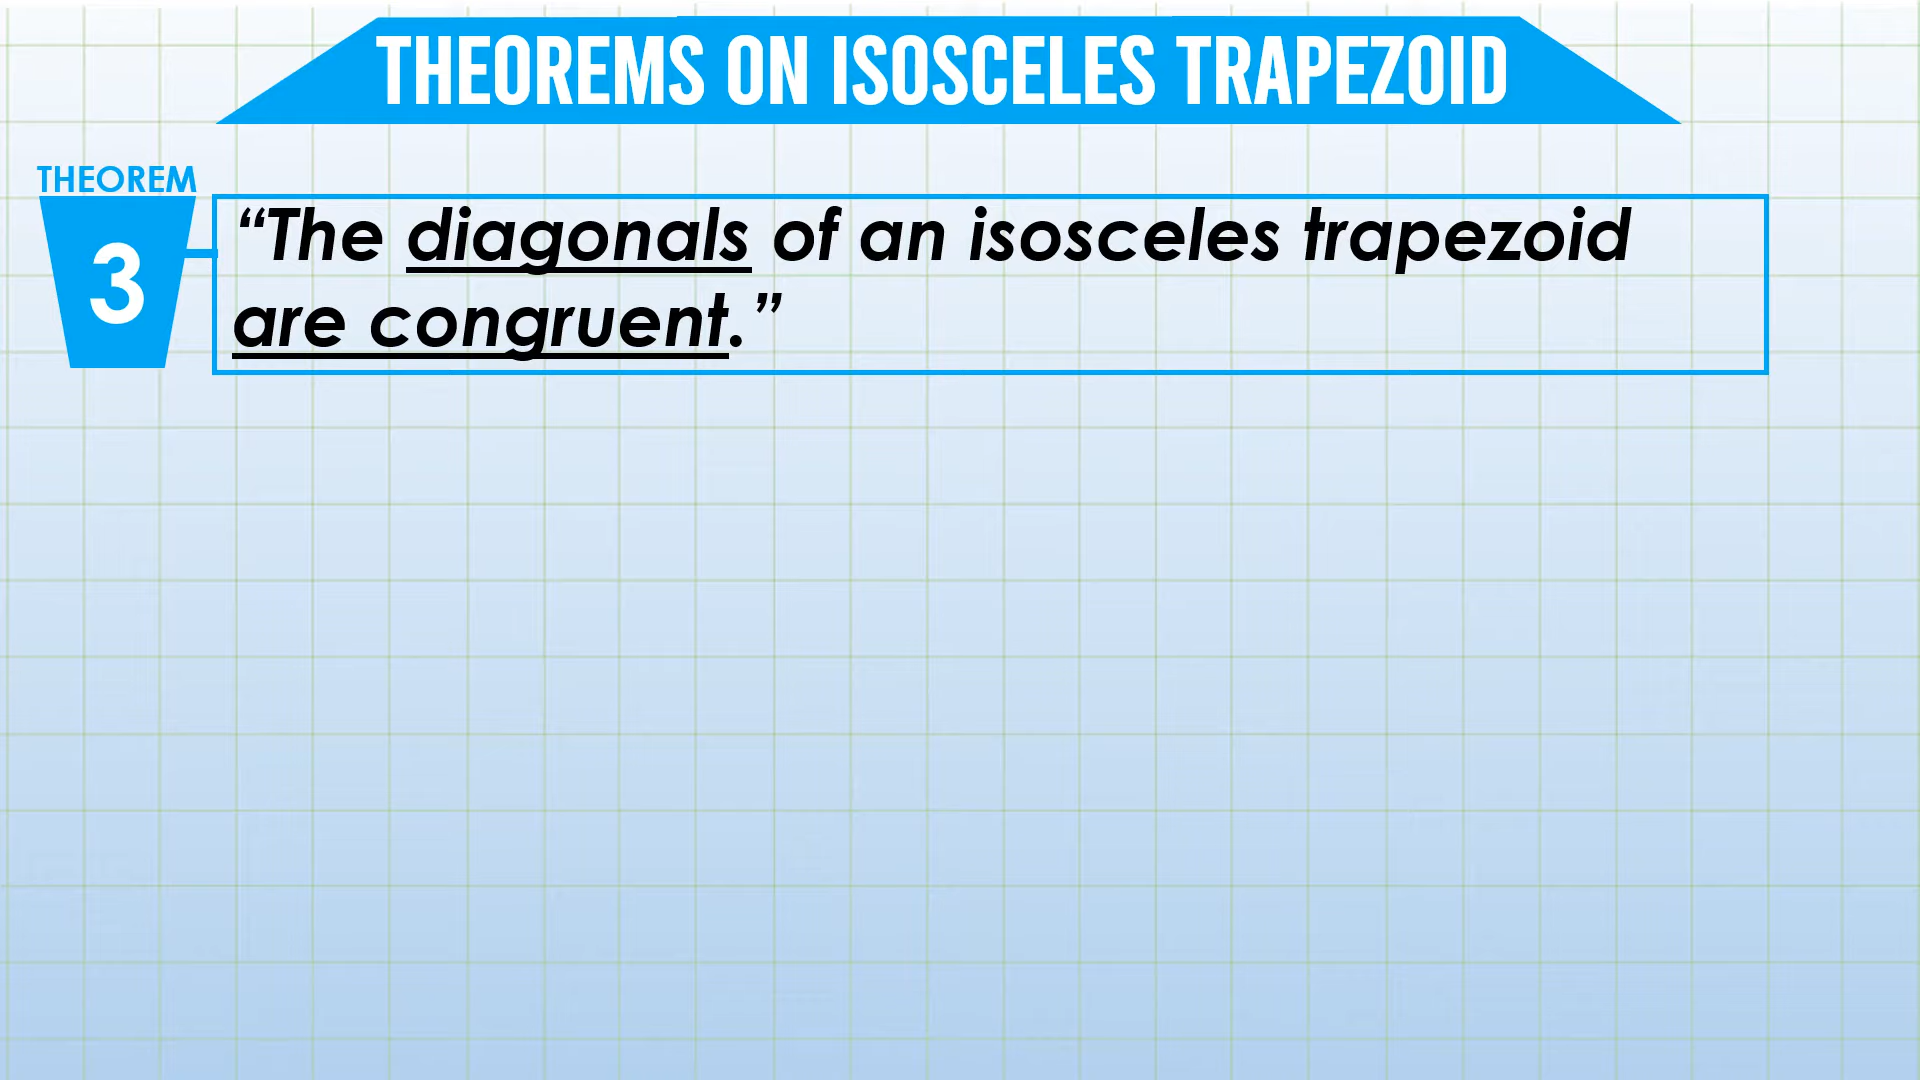 THEOREMS ON ISOSCELES TRAPEZOID
THEOREM
3
“The diagonals of an isosceles trapezoid
are congruent.”